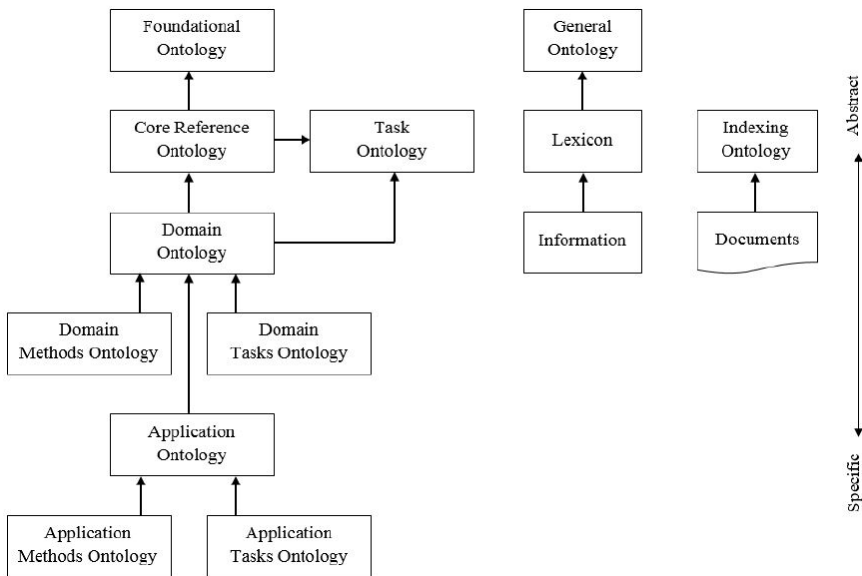 Foundational
Ontology
General
Ontology
Core Reference
Ontology
Task
Ontology
Lexicon
Indexing
Ontology
Abstract
Domain
Ontology
Information
Documents
Domain
Methods Ontology
Domain
Tasks Ontology
Application
Ontology
Specific
Application
Methods Ontology
Application
Tasks Ontology